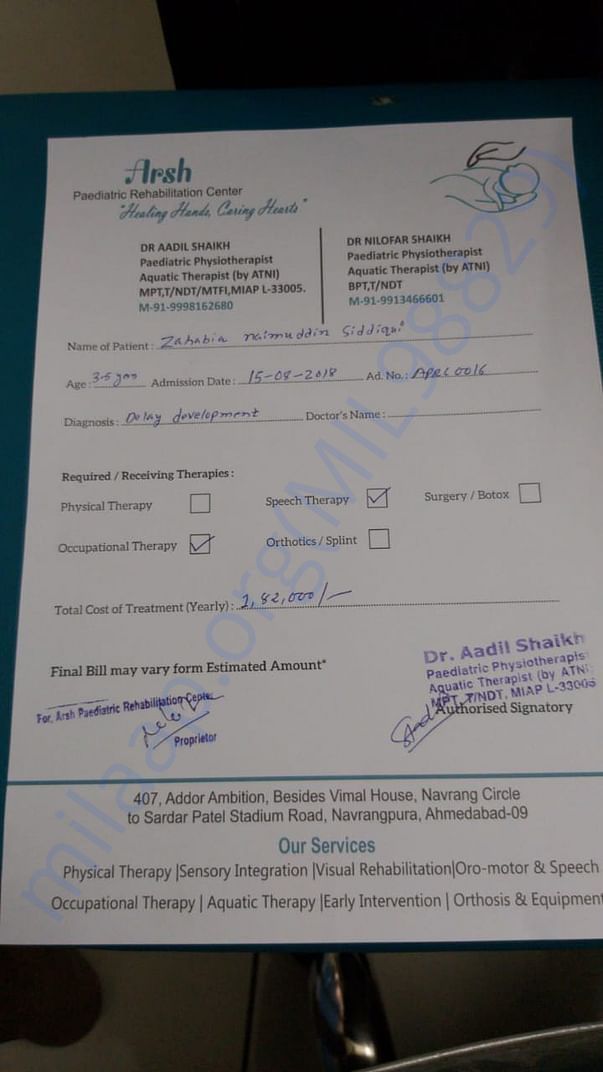 Arsh
Paediatric Rehabilitation Center
"Healing Hands, Caring Hearts"
DR AADIL SHAIKH
Paediatric Physiotherapist
Aquatic Therapist (by ATNI)
MPT,T/NDT/MTFI,MIAP L-33005.
M-91-9998162680
DR NILOFAR SHAIKH
Paediatric Physiotherapist
Aquatic Therapist (by ATNI)
BPT,T/NDT
M-91-9913466601
Name of Patient : Zahabia naimuddin Siddiqui
Age : 3.5 Admission Date : 15-08-2018 Ad. No.: APRC 0016
Diagnosis : Delay development Doctor's Name :
Required / Receiving Therapies :
Physical Therapy Speech Therapy Surgery / Botox
Occupational Therapy Orthotics / Splint
Total Cost of Treatment (Yearly) : 2,82,000/-
Final Bill may vary form Estimated Amount*
For, Arsh Paediatric Rehabilitation Center
Proprietor
Dr. Aadil Shaikh
Paediatric Physiotherapis
Aquatic Therapist (by ATNI
MPT, T/NDT, MIAP L-33005
Authorised Signatory
407, Addor Ambition, Besides Vimal House, Navrang Circle
to Sardar Patel Stadium Road, Navrangpura, Ahmedabad-09
Our Services
Physical Therapy |Sensory Integration |Visual Rehabilitation|Oro-motor & Speech
Occupational Therapy | Aquatic Therapy |Early Intervention | Orthosis & Equipment
milaap.org(MIL98829)